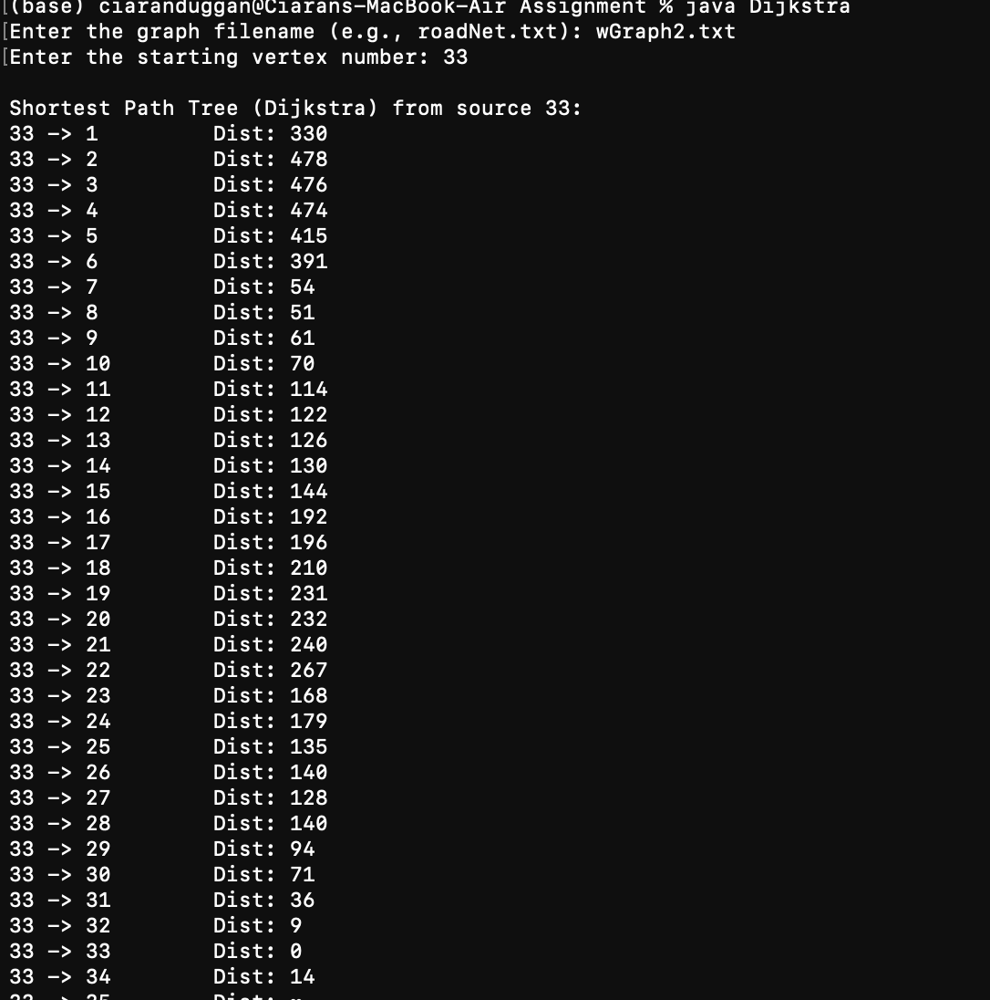 (base) ciaranduggan@Ciarans-MacBook-Air Assignment % java Dijkstra
[Enter the graph filename (e.g., roadNet.txt): wGraph2.txt
[Enter the starting vertex number: 33
Shortest Path Tree (Dijkstra) from source 33:
33 -> 1 Dist: 330
33 -> 2 Dist: 478
33 -> 3 Dist: 476
33 -> 4 Dist: 474
33 -> 5 Dist: 415
33 -> 6 Dist: 391
33 -> 7 Dist: 54
33 -> 8 Dist: 51
33 -> 9 Dist: 61
33 -> 10 Dist: 70
33 -> 11 Dist: 114
33 -> 12 Dist: 122
33 -> 13 Dist: 126
33 -> 14 Dist: 130
33 -> 15 Dist: 144
33 -> 16 Dist: 192
33 -> 17 Dist: 196
33 -> 18 Dist: 210
33 -> 19 Dist: 231
33 -> 20 Dist: 232
33 -> 21 Dist: 240
33 -> 22 Dist: 267
33 -> 23 Dist: 168
33 -> 24 Dist: 179
33 -> 25 Dist: 135
33 -> 26 Dist: 140
33 -> 27 Dist: 128
33 -> 28 Dist: 140
33 -> 29 Dist: 94
33 -> 30 Dist: 71
33 -> 31 Dist: 36
33 -> 32 Dist: 9
33 -> 33 Dist: 0
33 -> 34 Dist: 14